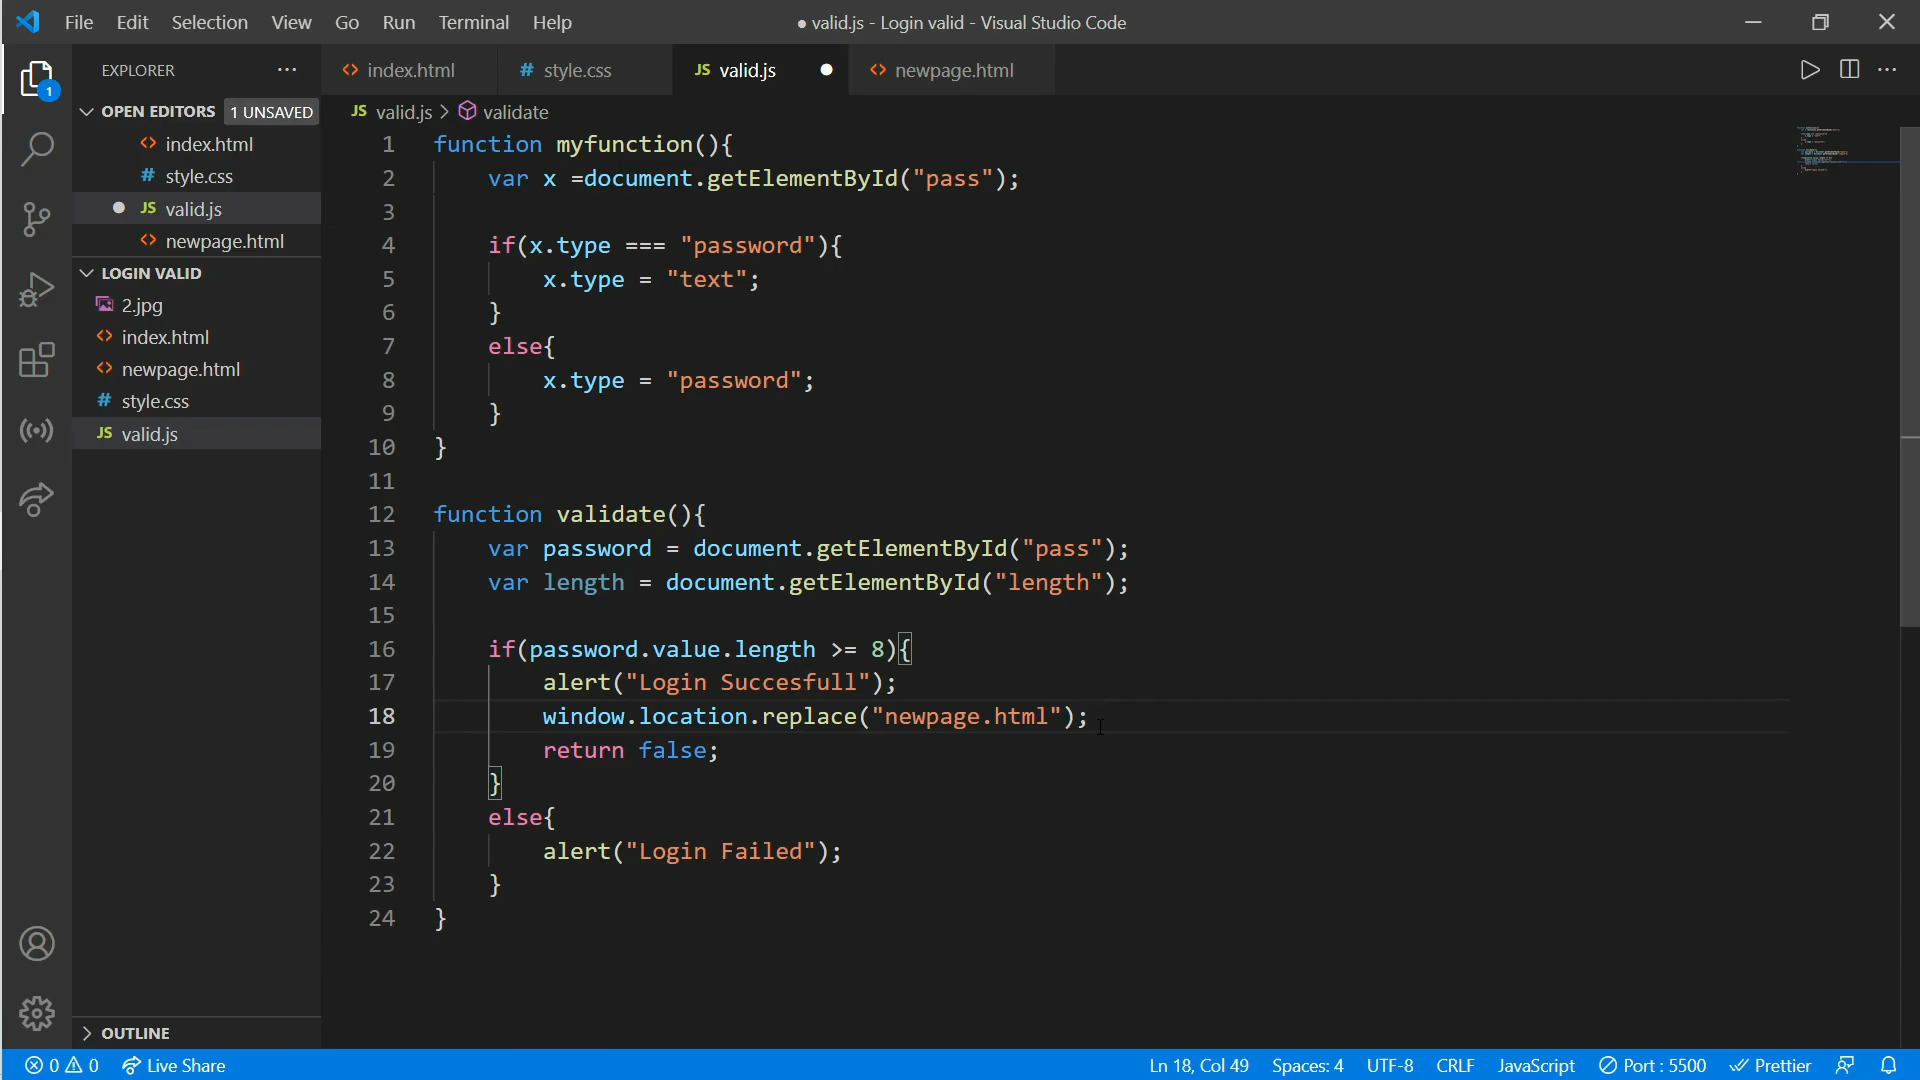 File Edit Selection View Go Run Terminal Help
● valid.js - Login valid - Visual Studio Code
EXPLORER ...
index.html
# style.css
JS valid.js ●
newpage.html
OPEN EDITORS 1 UNSAVED
index.html
# style.css
● JS valid.js
newpage.html
LOGIN VALID
2.jpg
index.html
newpage.html
# style.css
JS valid.js
OUTLINE
1
JS valid.js > validate
1 function myfunction(){
2 var x =document.getElementById("pass");
3
4 if(x.type === "password"){
5 x.type = "text";
6 }
7 else{
8 x.type = "password";
9 }
10 }
11
12 function validate(){
13 var password = document.getElementById("pass");
14 var length = document.getElementById("length");
15
16 if(password.value.length >= 8){
17 alert("Login Succesfull");
18 window.location.replace("newpage.html");
19 return false;
20 }
21 else{
22 alert("Login Failed");
23 }
24 }
0 0 Live Share Ln 18, Col 49 Spaces: 4 UTF-8 CRLF JavaScript Port : 5500 Prettier